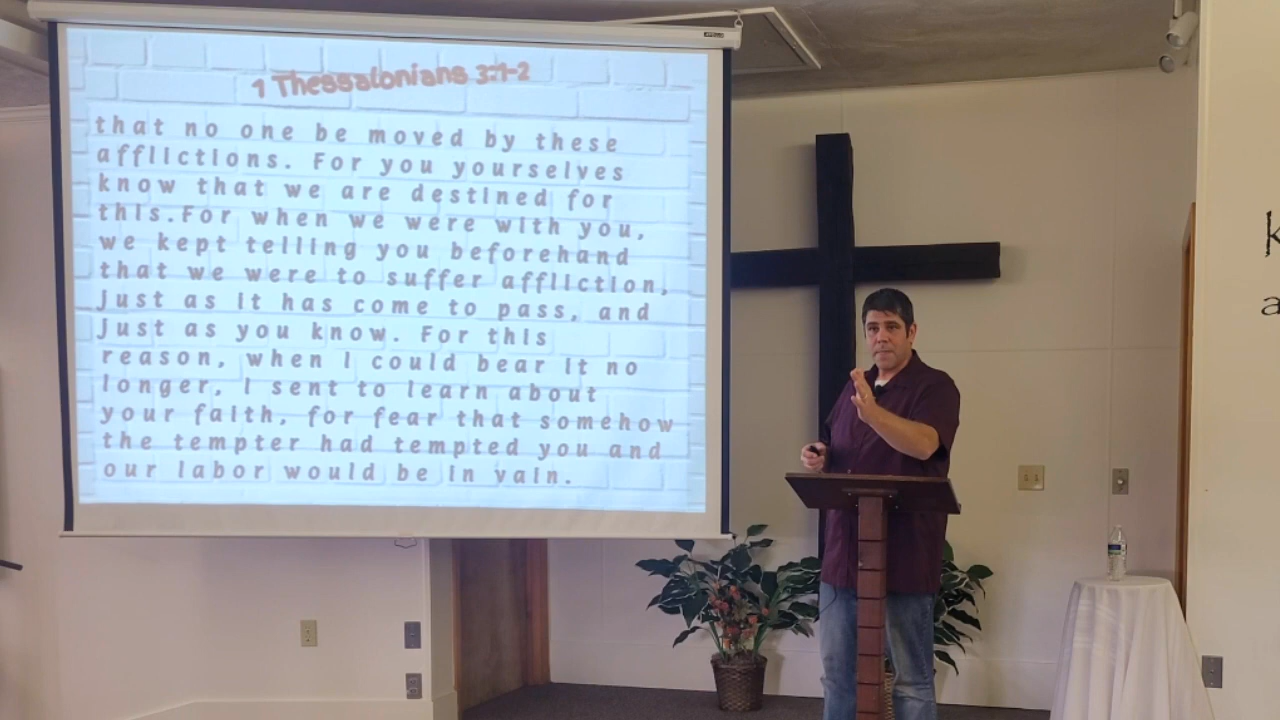 1 Thessalonians 3:1-2
that no one be moved by these
afflictions. For you yourselves
know that we are destined for
this.For when we were with you,
we kept telling you beforehand
that we were to suffer affliction,
just as it has come to pass, and
just as you know. For this
reason, when I could bear it no
longer, I sent to learn about
your faith, for fear that somehow
the tempter had tempted you and
our labor would be in vain.
k
a